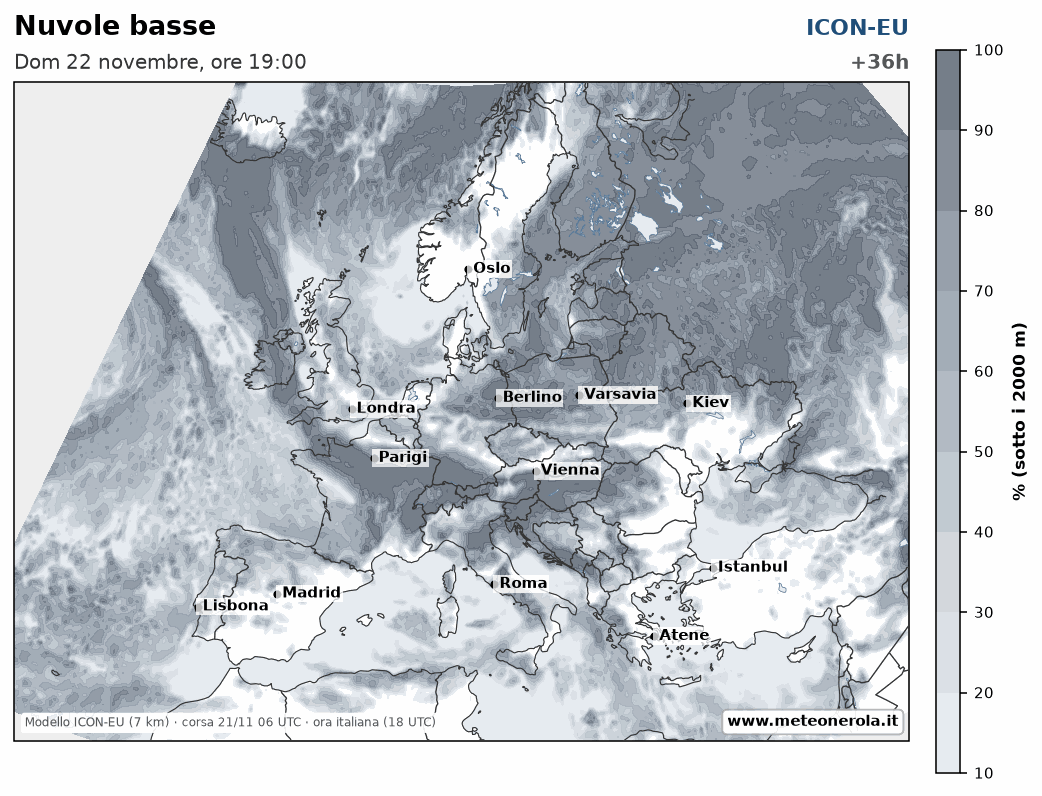 Nuvole basse
ICON-EU
Dom 22 novembre, ore 19:00
+36h
Oslo
Berlino
Varsavia
Kiev
Londra
Parigi
Vienna
Istanbul
Roma
Madrid
Lisbona
Atene
Modello ICON-EU (7 km) · corsa 21/11 06 UTC · ora italiana (18 UTC)
www.meteonerola.it
100
90
80
70
60
50
40
30
20
10
% (sotto i 2000 m)